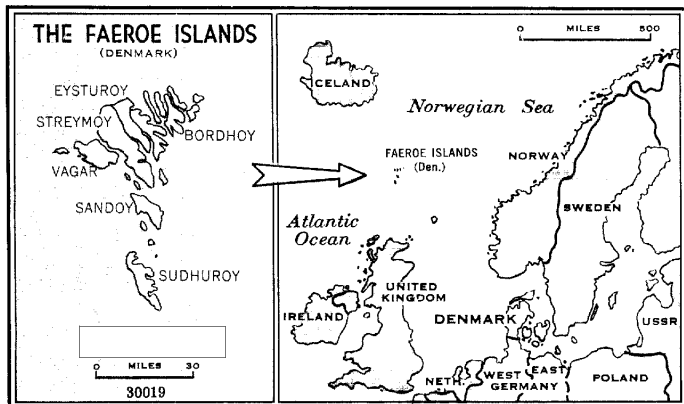 THE FAEROE ISLANDS
(DENMARK)
EYSTUROY
STREYMOY
BORDHOY
VAGAR
SANDOY
SUDHUROY
0 MILES 30
30019
0 MILES 500
ICELAND
Norwegian Sea
FAEROE ISLANDS
(Den.)
NORWAY
SWEDEN
Atlantic
Ocean
UNITED
KINGDOM
IRELAND
DENMARK
USSR
NETH.
WEST
EAST
GERMANY
POLAND